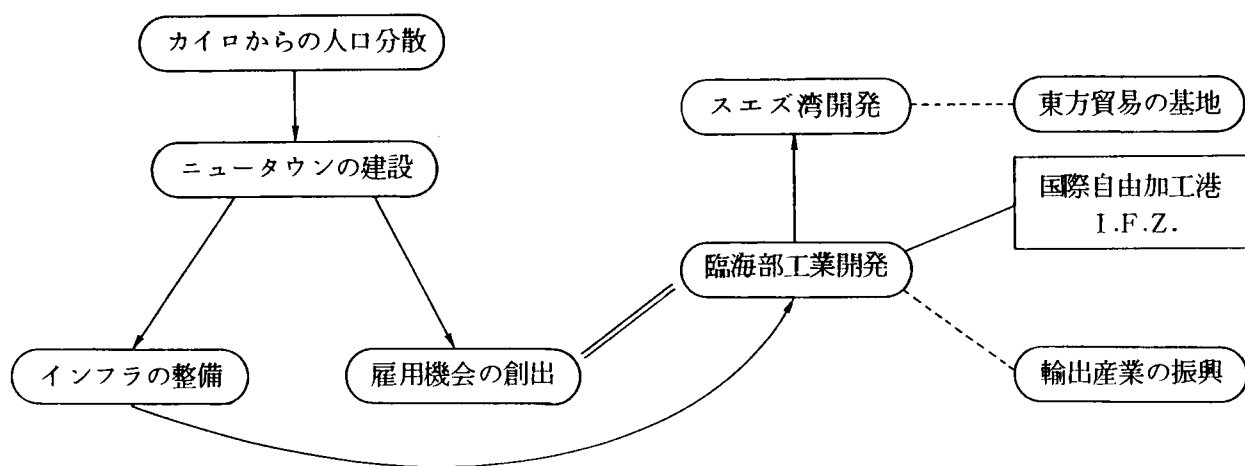 カイロからの人口分散
ニュータウンの建設
インフラの整備
雇用機会の創出
スエズ湾開発
東方貿易の基地
国際自由加工港
I.F.Z.
臨海部工業開発
輸出産業の振興